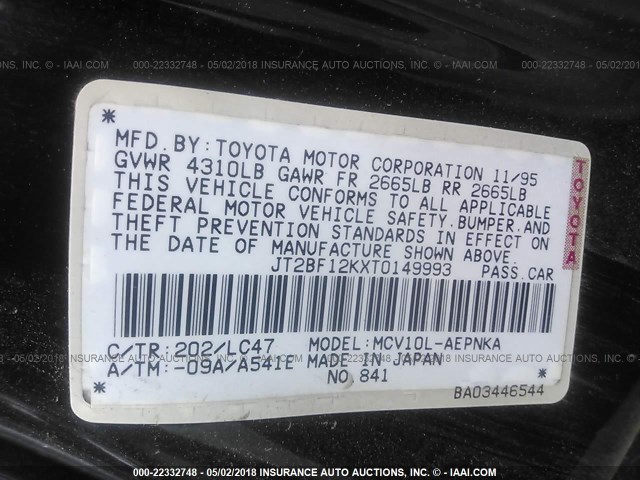 000-22332748 - 05/02/2018 INSURANCE AUTO AUCTIONS, INC. - © IAAI.COM
MFD. BY: TOYOTA MOTOR CORPORATION 11/95
GVWR 4310LB GAWR FR 2665LB RR 2665LB
THIS VEHICLE CONFORMS TO ALL APPLICABLE
FEDERAL MOTOR VEHICLE SAFETY, BUMPER, AND
THEFT PREVENTION STANDARDS IN EFFECT ON
THE DATE OF MANUFACTURE SHOWN ABOVE.
TOYOTA
JT2BF12KXT0149993 PASS. CAR
C/TR: 202/LC47 MODEL: MCV10L-AEPNKA
A/TM: -09A/A541E MADE IN JAPAN
NO 841
BA03446544
000-22332748 - 05/02/2018 INSURANCE AUTO AUCTIONS, INC. - © IAAI.COM
000-22332748 - 05/02/2018 INSURANCE AUTO AUCTIONS, INC. - © IAAI.COM